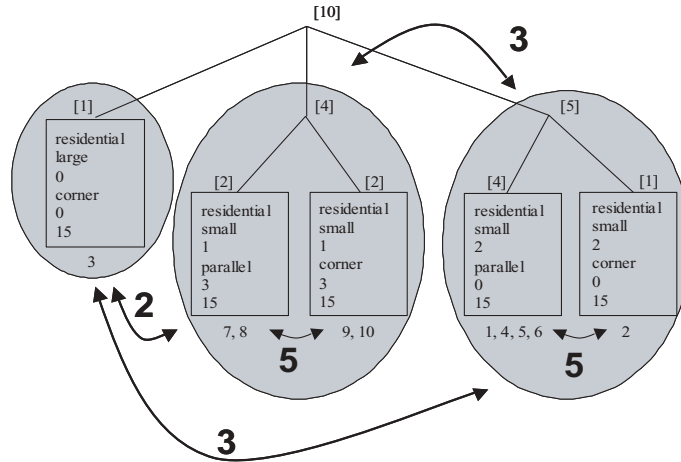 [10]
3
[1]
residential
large
0
corner
0
15
3
[4]
[2]
residential
small
1
parallel
3
15
7, 8
[2]
residential
small
1
corner
3
15
9, 10
5
[5]
[4]
residential
small
2
parallel
0
15
1, 4, 5, 6
[1]
residential
small
2
corner
0
15
2
5
2
3